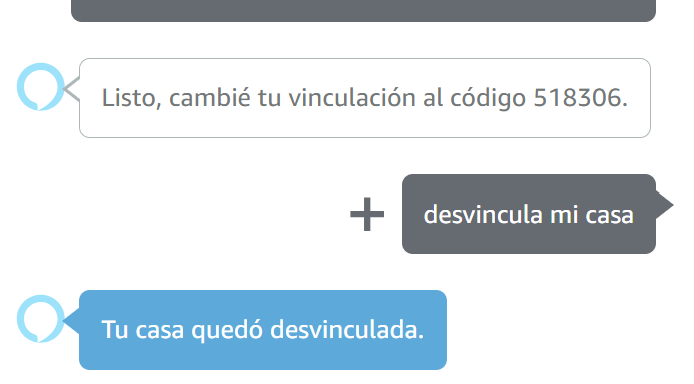 Listo, cambié tu vinculación al código 518306.
+ desvincula mi casa
Tu casa quedó desvinculada.